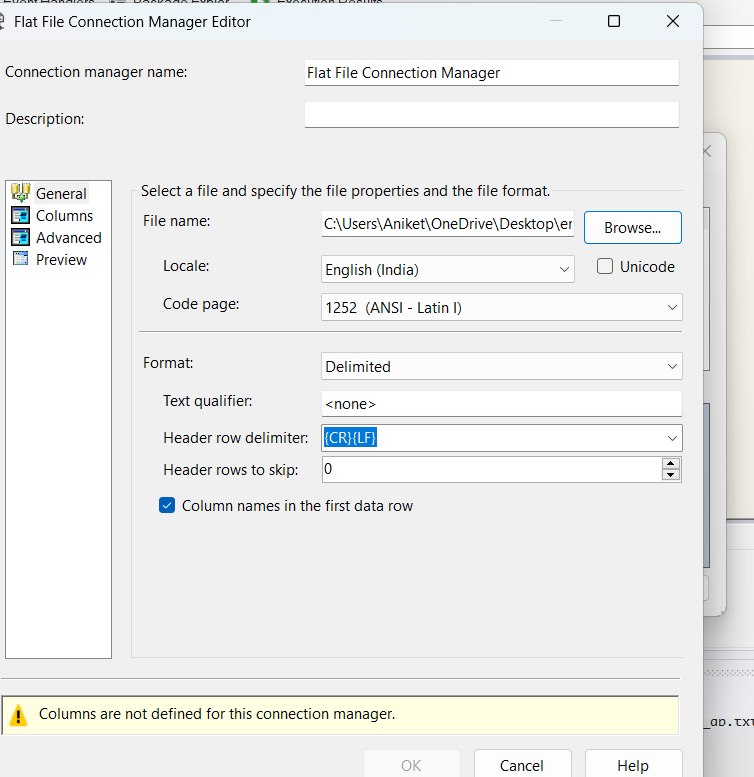 Flat File Connection Manager Editor
Connection manager name:
Flat File Connection Manager
Description:
General
Columns
Advanced
Preview
Select a file and specify the file properties and the file format.
File name:
C:\Users\Aniket\OneDrive\Desktop\er
Browse...
Locale:
English (India)
Unicode
Code page:
1252 (ANSI - Latin I)
Format:
Delimited
Text qualifier:
<none>
Header row delimiter:
{CR}{LF}
Header rows to skip:
0
Column names in the first data row
Columns are not defined for this connection manager.
OK
Cancel
Help